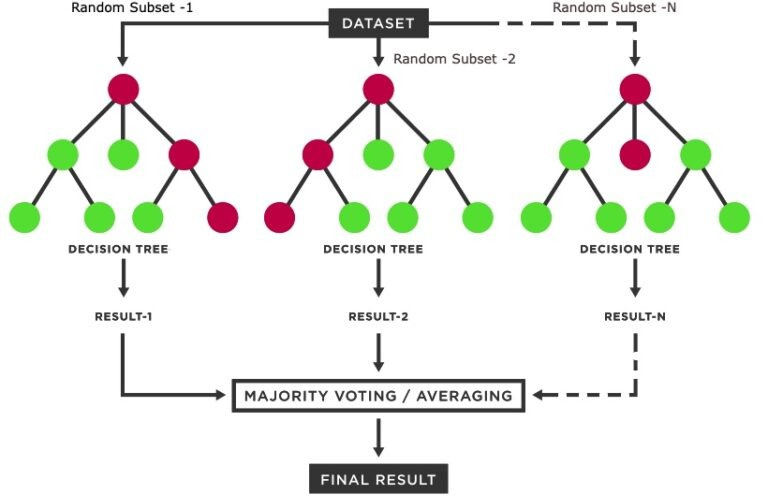 Random Subset -1
DATASET
Random Subset -N
Random Subset -2
DECISION TREE
DECISION TREE
DECISION TREE
RESULT-1
RESULT-2
RESULT-N
MAJORITY VOTING / AVERAGING
FINAL RESULT